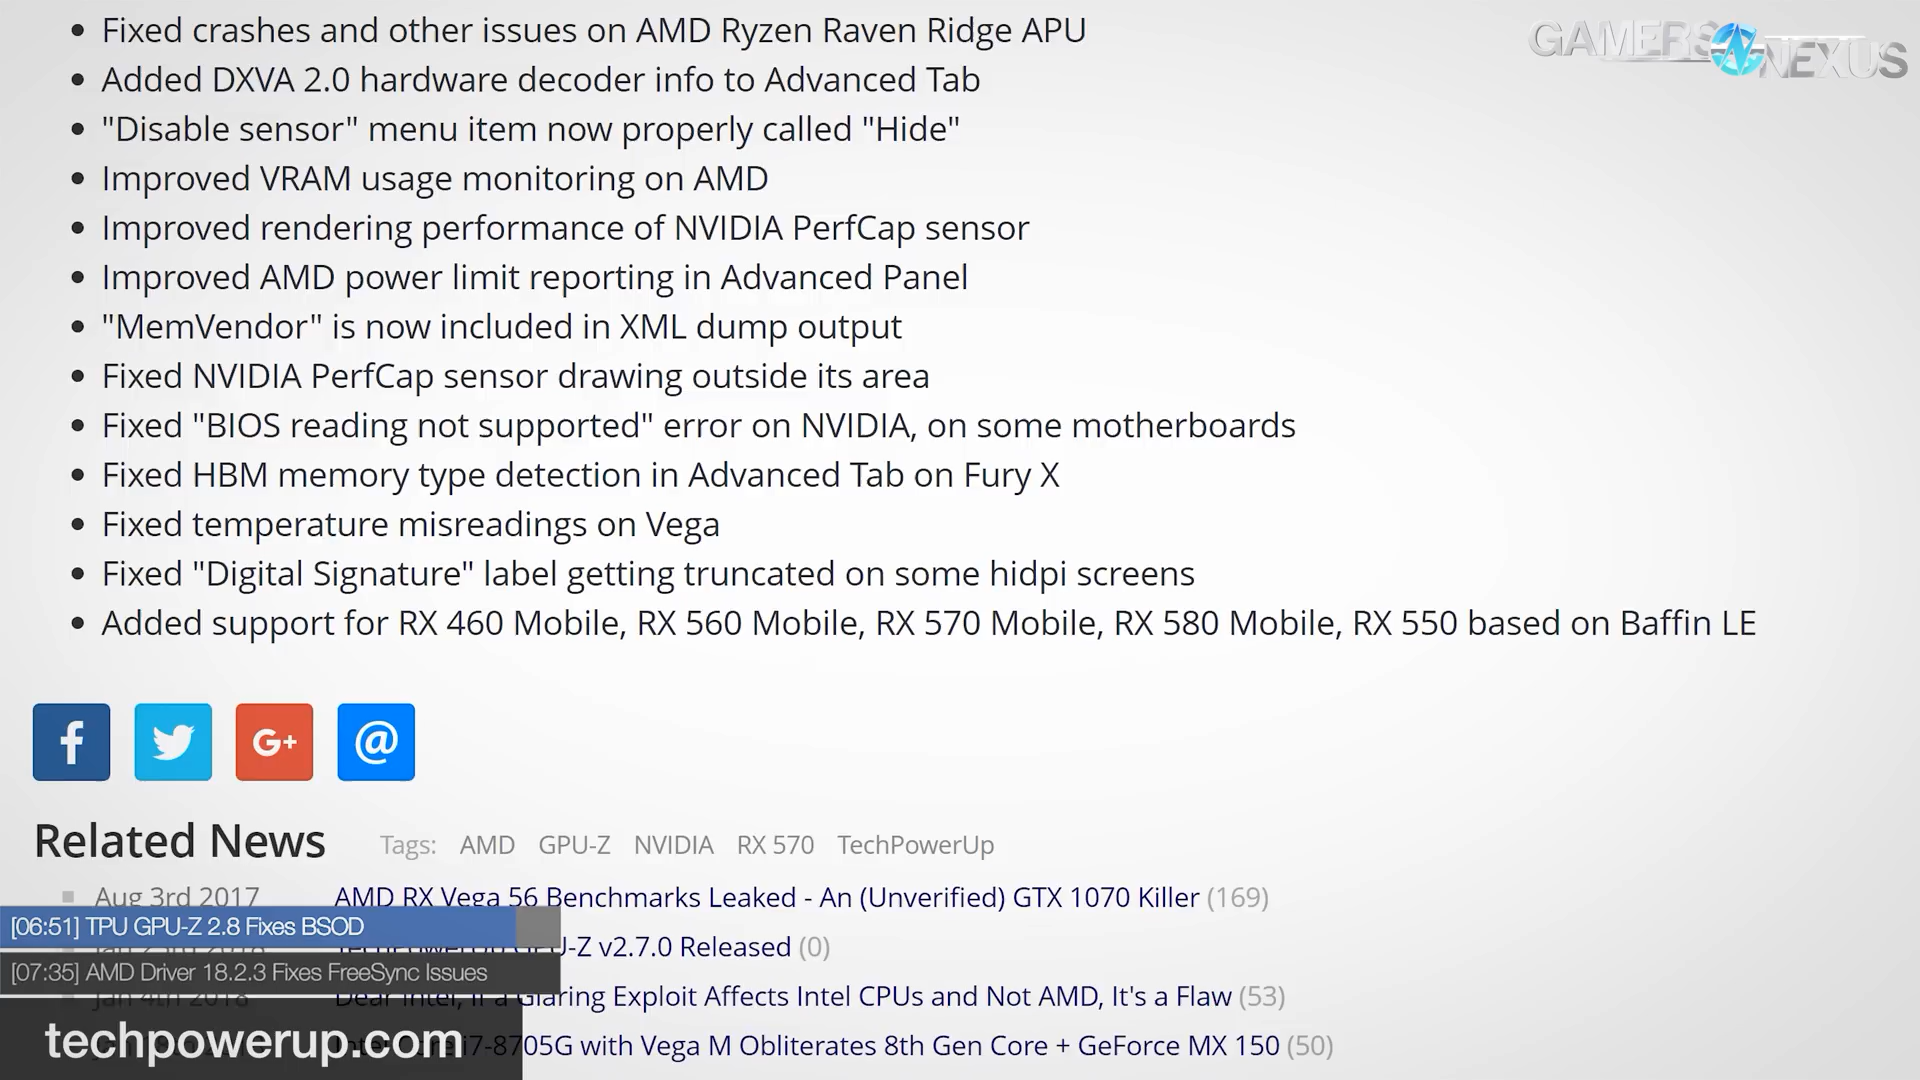 Fixed crashes and other issues on AMD Ryzen Raven Ridge APU
GAMERS NEXUS
Added DXVA 2.0 hardware decoder info to Advanced Tab
"Disable sensor" menu item now properly called "Hide"
Improved VRAM usage monitoring on AMD
Improved rendering performance of NVIDIA PerfCap sensor
Improved AMD power limit reporting in Advanced Panel
"MemVendor" is now included in XML dump output
Fixed NVIDIA PerfCap sensor drawing outside its area
Fixed "BIOS reading not supported" error on NVIDIA, on some motherboards
Fixed HBM memory type detection in Advanced Tab on Fury X
Fixed temperature misreadings on Vega
Fixed "Digital Signature" label getting truncated on some hidpi screens
Added support for RX 460 Mobile, RX 560 Mobile, RX 570 Mobile, RX 580 Mobile, RX 550 based on Baffin LE
f G+ @
Related News Tags: AMD GPU-Z NVIDIA RX 570 TechPowerUp
Aug 3rd 2017 AMD RX Vega 56 Benchmarks Leaked - An (Unverified) GTX 1070 Killer (169)
[06:51] TPU GPU-Z 2.8 Fixes BSOD
TechPowerUp GPU-Z v2.7.0 Released (0)
[07:35] AMD Driver 18.2.3 Fixes FreeSync Issues
Jan 4th 2018 Dear Intel, If a Glaring Exploit Affects Intel CPUs and Not AMD, It's a Flaw (53)
techpowerup.com
i7-8705G with Vega M Obliterates 8th Gen Core + GeForce MX 150 (50)